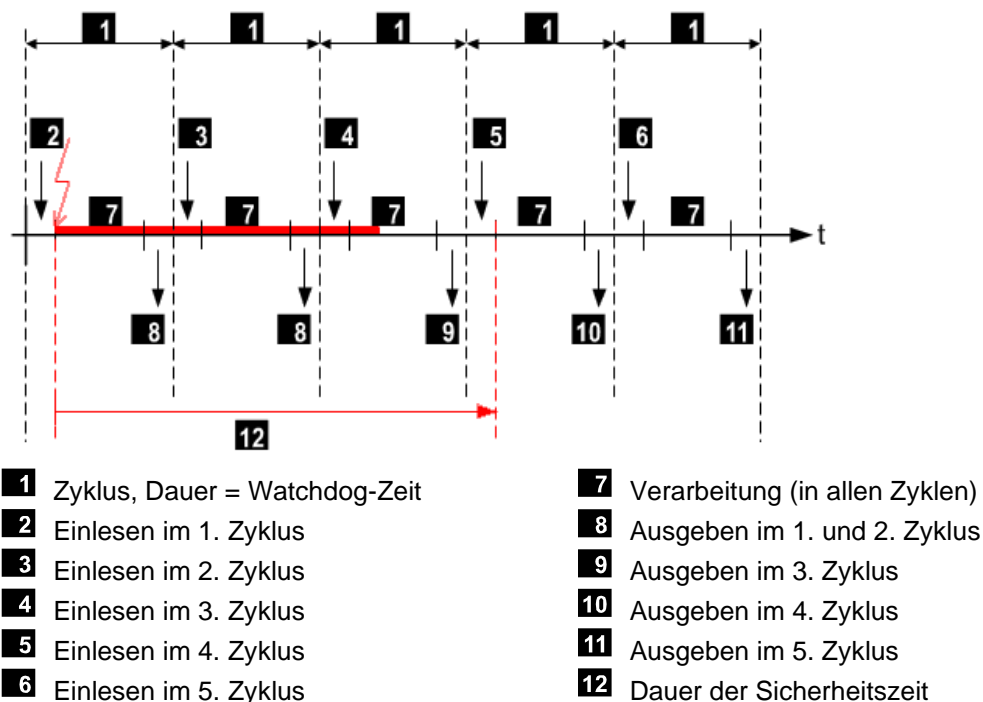 1 1 1 1 1
2 3 4 5 6
7 7 7 7 7
t
8 8 9 10 11
12
1 Zyklus, Dauer = Watchdog-Zeit
2 Einlesen im 1. Zyklus
3 Einlesen im 2. Zyklus
4 Einlesen im 3. Zyklus
5 Einlesen im 4. Zyklus
6 Einlesen im 5. Zyklus
7 Verarbeitung (in allen Zyklen)
8 Ausgeben im 1. und 2. Zyklus
9 Ausgeben im 3. Zyklus
10 Ausgeben im 4. Zyklus
11 Ausgeben im 5. Zyklus
12 Dauer der Sicherheitszeit